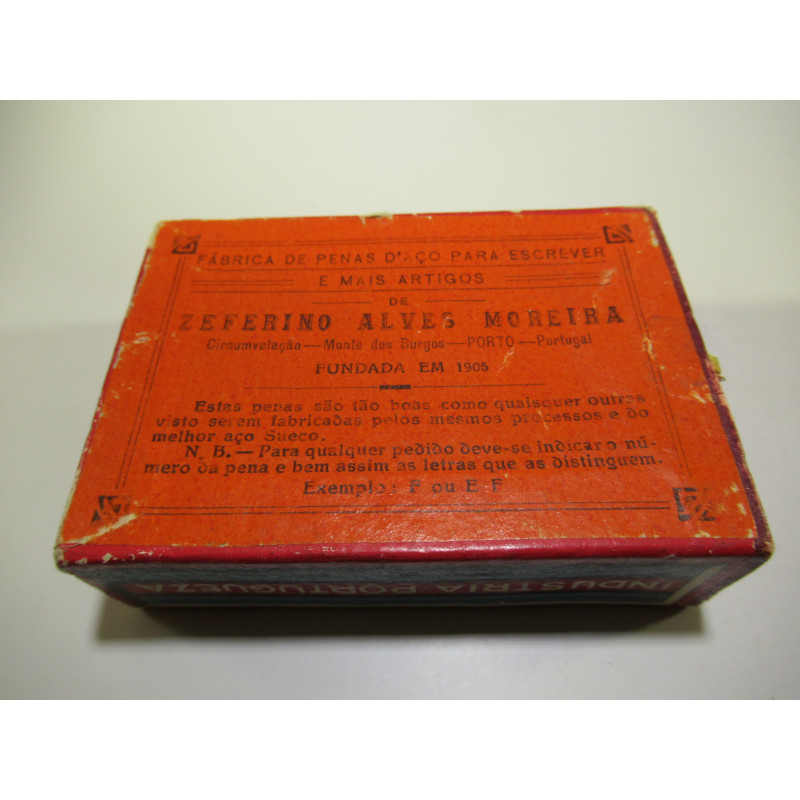 FÁBRICA DE PENAS D'AÇO PARA ESCREVER
E MAIS ARTIGOS
DE
ZEFERINO ALVES MOREIRA
Circumvalação—Monte dos Burgos—PORTO—Portugal
FUNDADA EM 1905
Estas penas são tão boas como quaisquer outras
visto serem fabricadas pelos mesmos processos e do
melhor aço Sueco.
N. B.—Para qualquer pedido deve-se indicar o nú-
mero da pena e bem assim as letras que as distinguem.
Exemplo: F ou E F
INDUSTRIA PORTUGUEZA